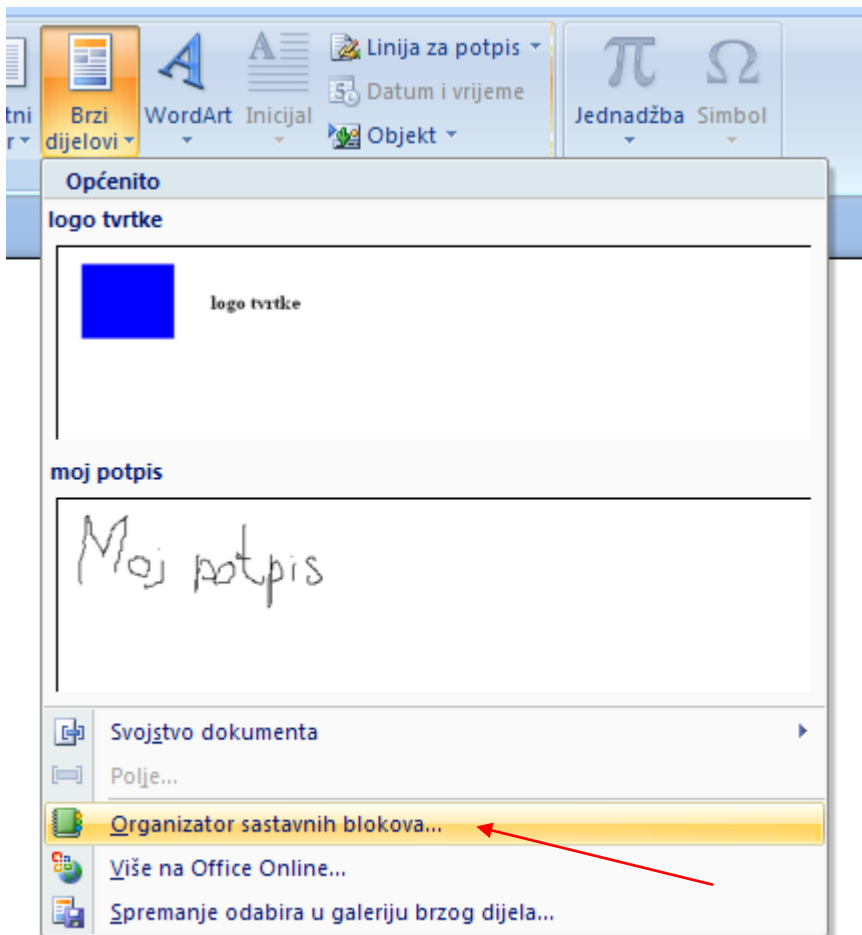 tni
r
Brzi
dijelovi
WordArt
A
Inicijal
Linija za potpis
Datum i vrijeme
Objekt
π
Jednadžba
Ω
Simbol
Općenito
logo tvrtke
logo tvrtke
moj potpis
Moj potpis
Svojstvo dokumenta
Polje...
Organizator sastavnih blokova...
Više na Office Online...
Spremanje odabira u galeriju brzog dijela...